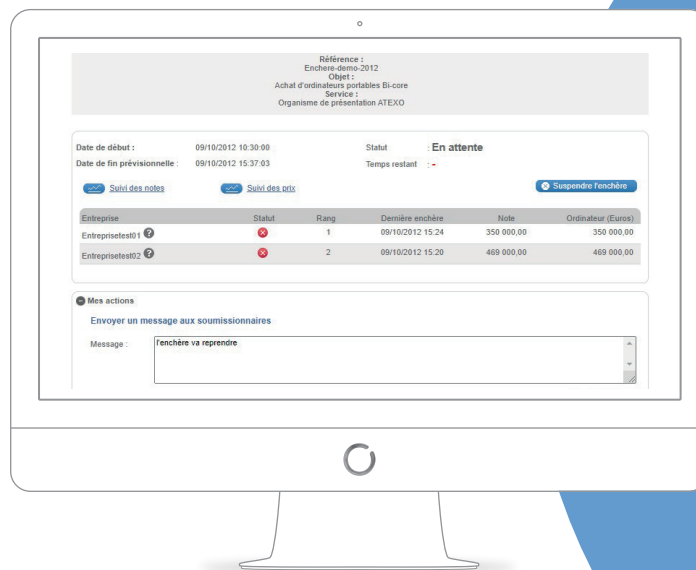 Référence :
Enchere-demo-2012
Objet :
Achat d'ordinateurs portables Bi-core
Service :
Organisme de présentation ATEXO
Date de début : 09/10/2012 10:30:00 Statut : En attente
Date de fin prévisionnelle : 09/10/2012 15:37:03 Temps restant : -
Suivi des notes Suivi des prix Suspendre l'enchère
Entreprise Statut Rang Dernière enchère Note Ordinateur (Euros)
Entreprisetest01 ? 1 09/10/2012 15:24 350 000,00 350 000,00
Entreprisetest02 ? 2 09/10/2012 15:20 469 000,00 469 000,00
Mes actions
Envoyer un message aux soumissionnaires
Message : l'enchère va reprendre